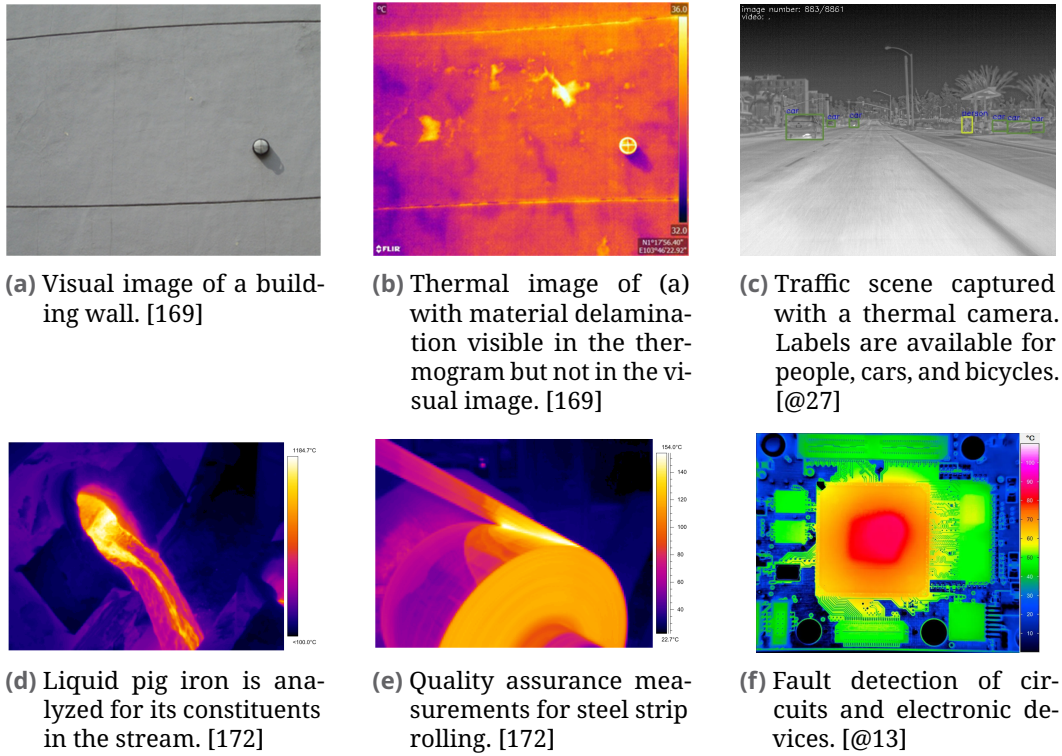 °C
36.0
32.0
FLIR
N1°17'56.40"
E103°46'22.92"
image number: 883/8861
video: .
car
car
car
person
car
car
car
(a) Visual image of a build-
ing wall. [169]
(b) Thermal image of (a)
with material delamina-
tion visible in the ther-
mogram but not in the vi-
sual image. [169]
(c) Traffic scene captured
with a thermal camera.
Labels are available for
people, cars, and bicycles.
[@27]
1184.7°C
<100.0°C
154.0°C
140
120
100
80
60
40
22.7°C
°C
100
90
80
70
60
50
40
30
20
10
(d) Liquid pig iron is ana-
lyzed for its constituents
in the stream. [172]
(e) Quality assurance mea-
surements for steel strip
rolling. [172]
(f) Fault detection of cir-
cuits and electronic de-
vices. [@13]